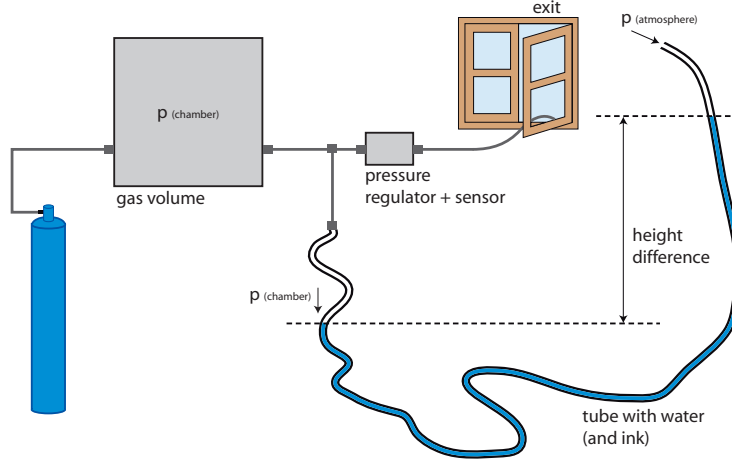 exit
p (atmosphere)
p (chamber)
gas volume
pressure
regulator + sensor
height
difference
p (chamber)
tube with water
(and ink)